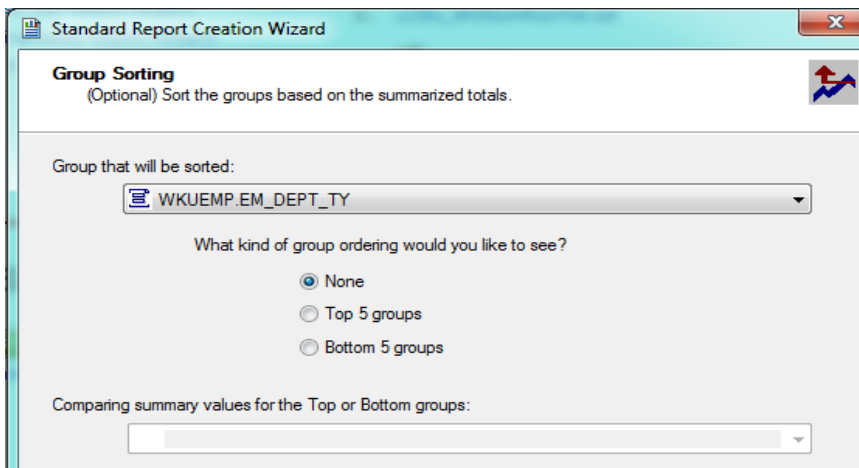 Standard Report Creation Wizard
Group Sorting
(Optional) Sort the groups based on the summarized totals.
Group that will be sorted:
WKUEMP.EM_DEPT_TY
What kind of group ordering would you like to see?
None
Top 5 groups
Bottom 5 groups
Comparing summary values for the Top or Bottom groups: